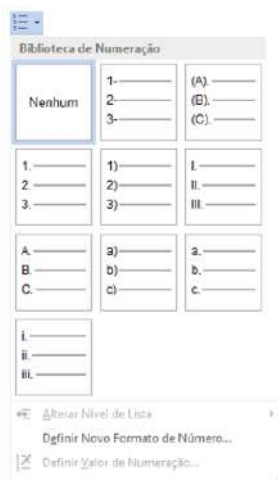 Biblioteca de Numeração
Nenhum
1-
2-
3-
(A).
(B).
(C).
1.
2.
3.
1)
2)
3)
I.
II.
III.
A.
B.
C.
a)
b)
c)
a.
b.
c.
i.
ii.
iii.
Alterar Nível de Lista
Definir Novo Formato de Número...
Definir Valor de Numeração...